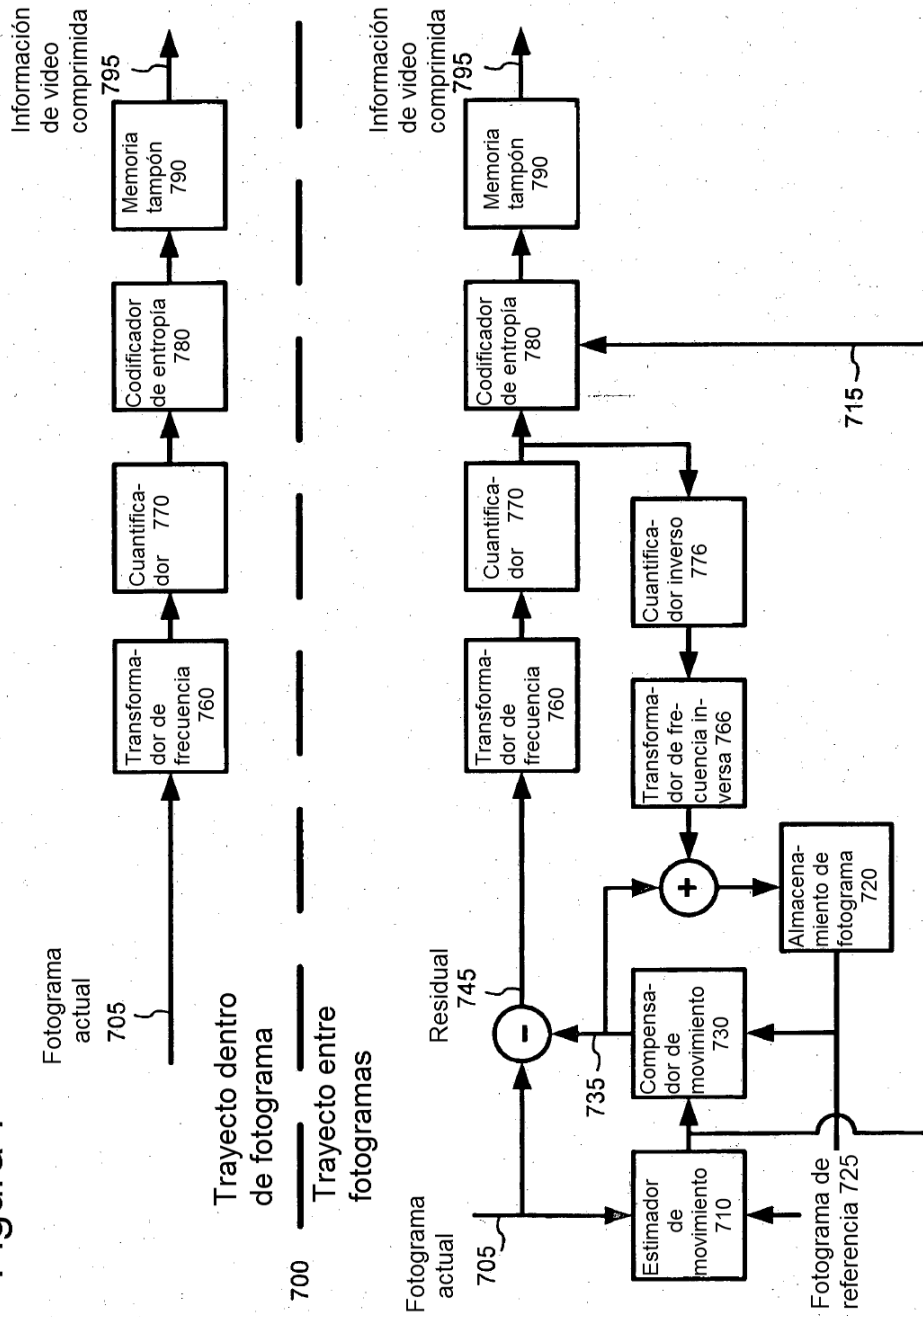 Fotograma
actual
705
Transforma-
dor de
frecuencia
760
Cuantifica-
dor 770
Codificador
de entropía
780
Memoria
tampón
790
Información
de video
comprimida
795
Trayecto dentro
de fotograma
700
Trayecto entre
fotogramas
Fotograma
actual
705
Residual
745
Transforma-
dor de
frecuencia
760
Cuantifica-
dor 770
Codificador
de entropía
780
Memoria
tampón
790
Información
de video
comprimida
795
Estimador
de
movimiento
710
735
Compensa-
dor de
movimiento
730
+
-
Transforma-
dor de fre-
cuencia in-
versa 766
Cuantifica-
dor inverso
776
715
Almacena-
miento de
fotograma
720
Fotograma de
referencia 725